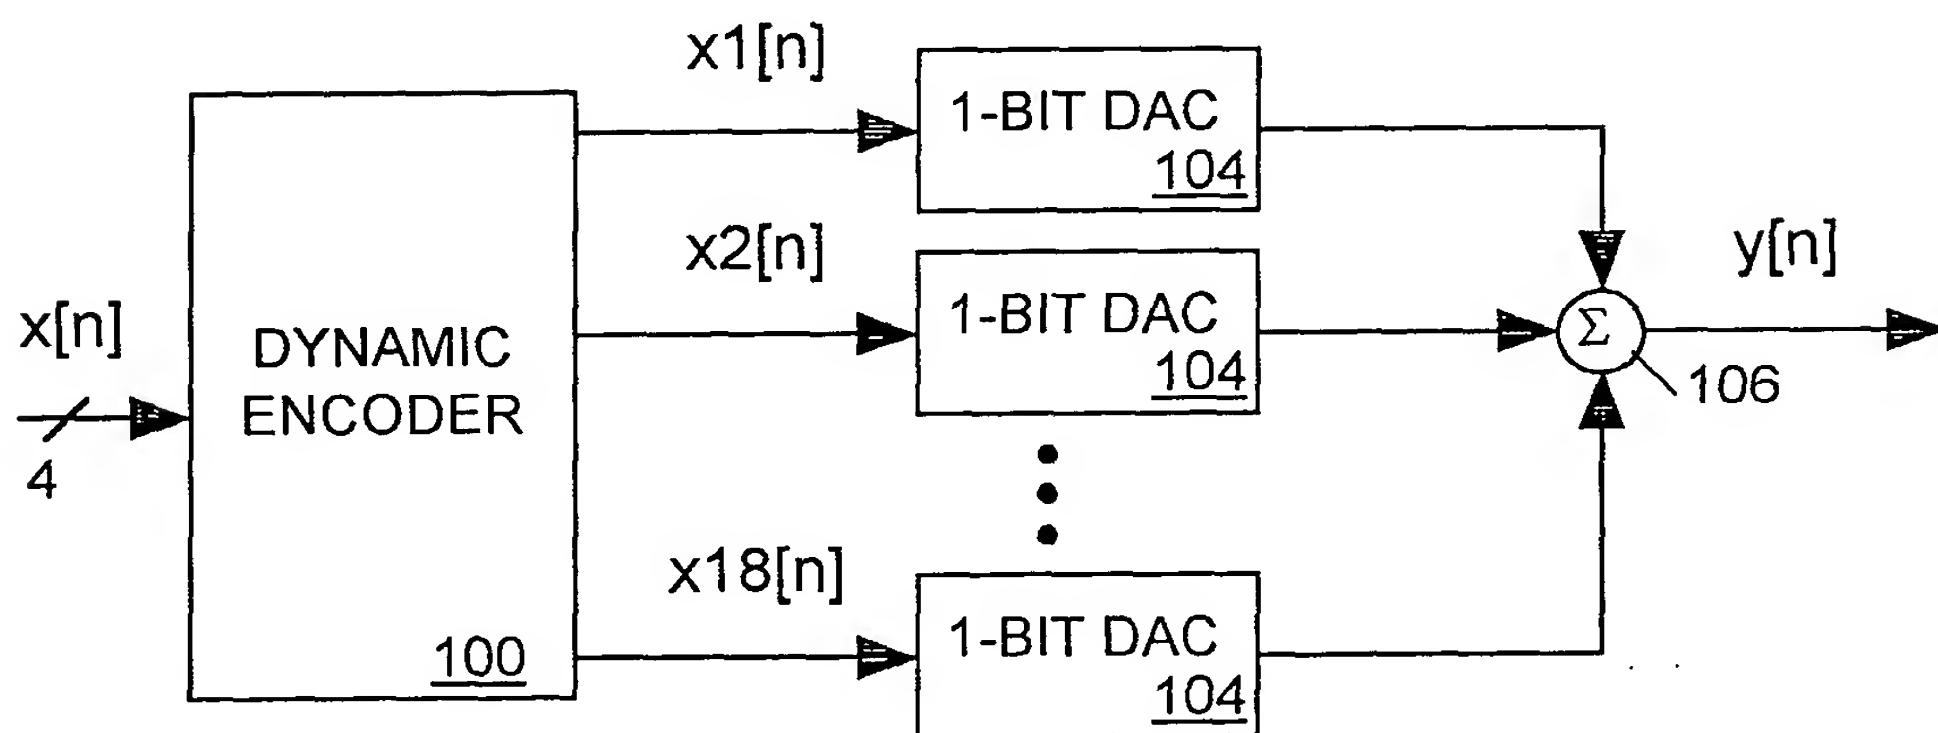 x[n]
4
DYNAMIC
ENCODER
100
x1[n]
1-BIT DAC
104
x2[n]
1-BIT DAC
104
x18[n]
1-BIT DAC
104
Σ
106
y[n]